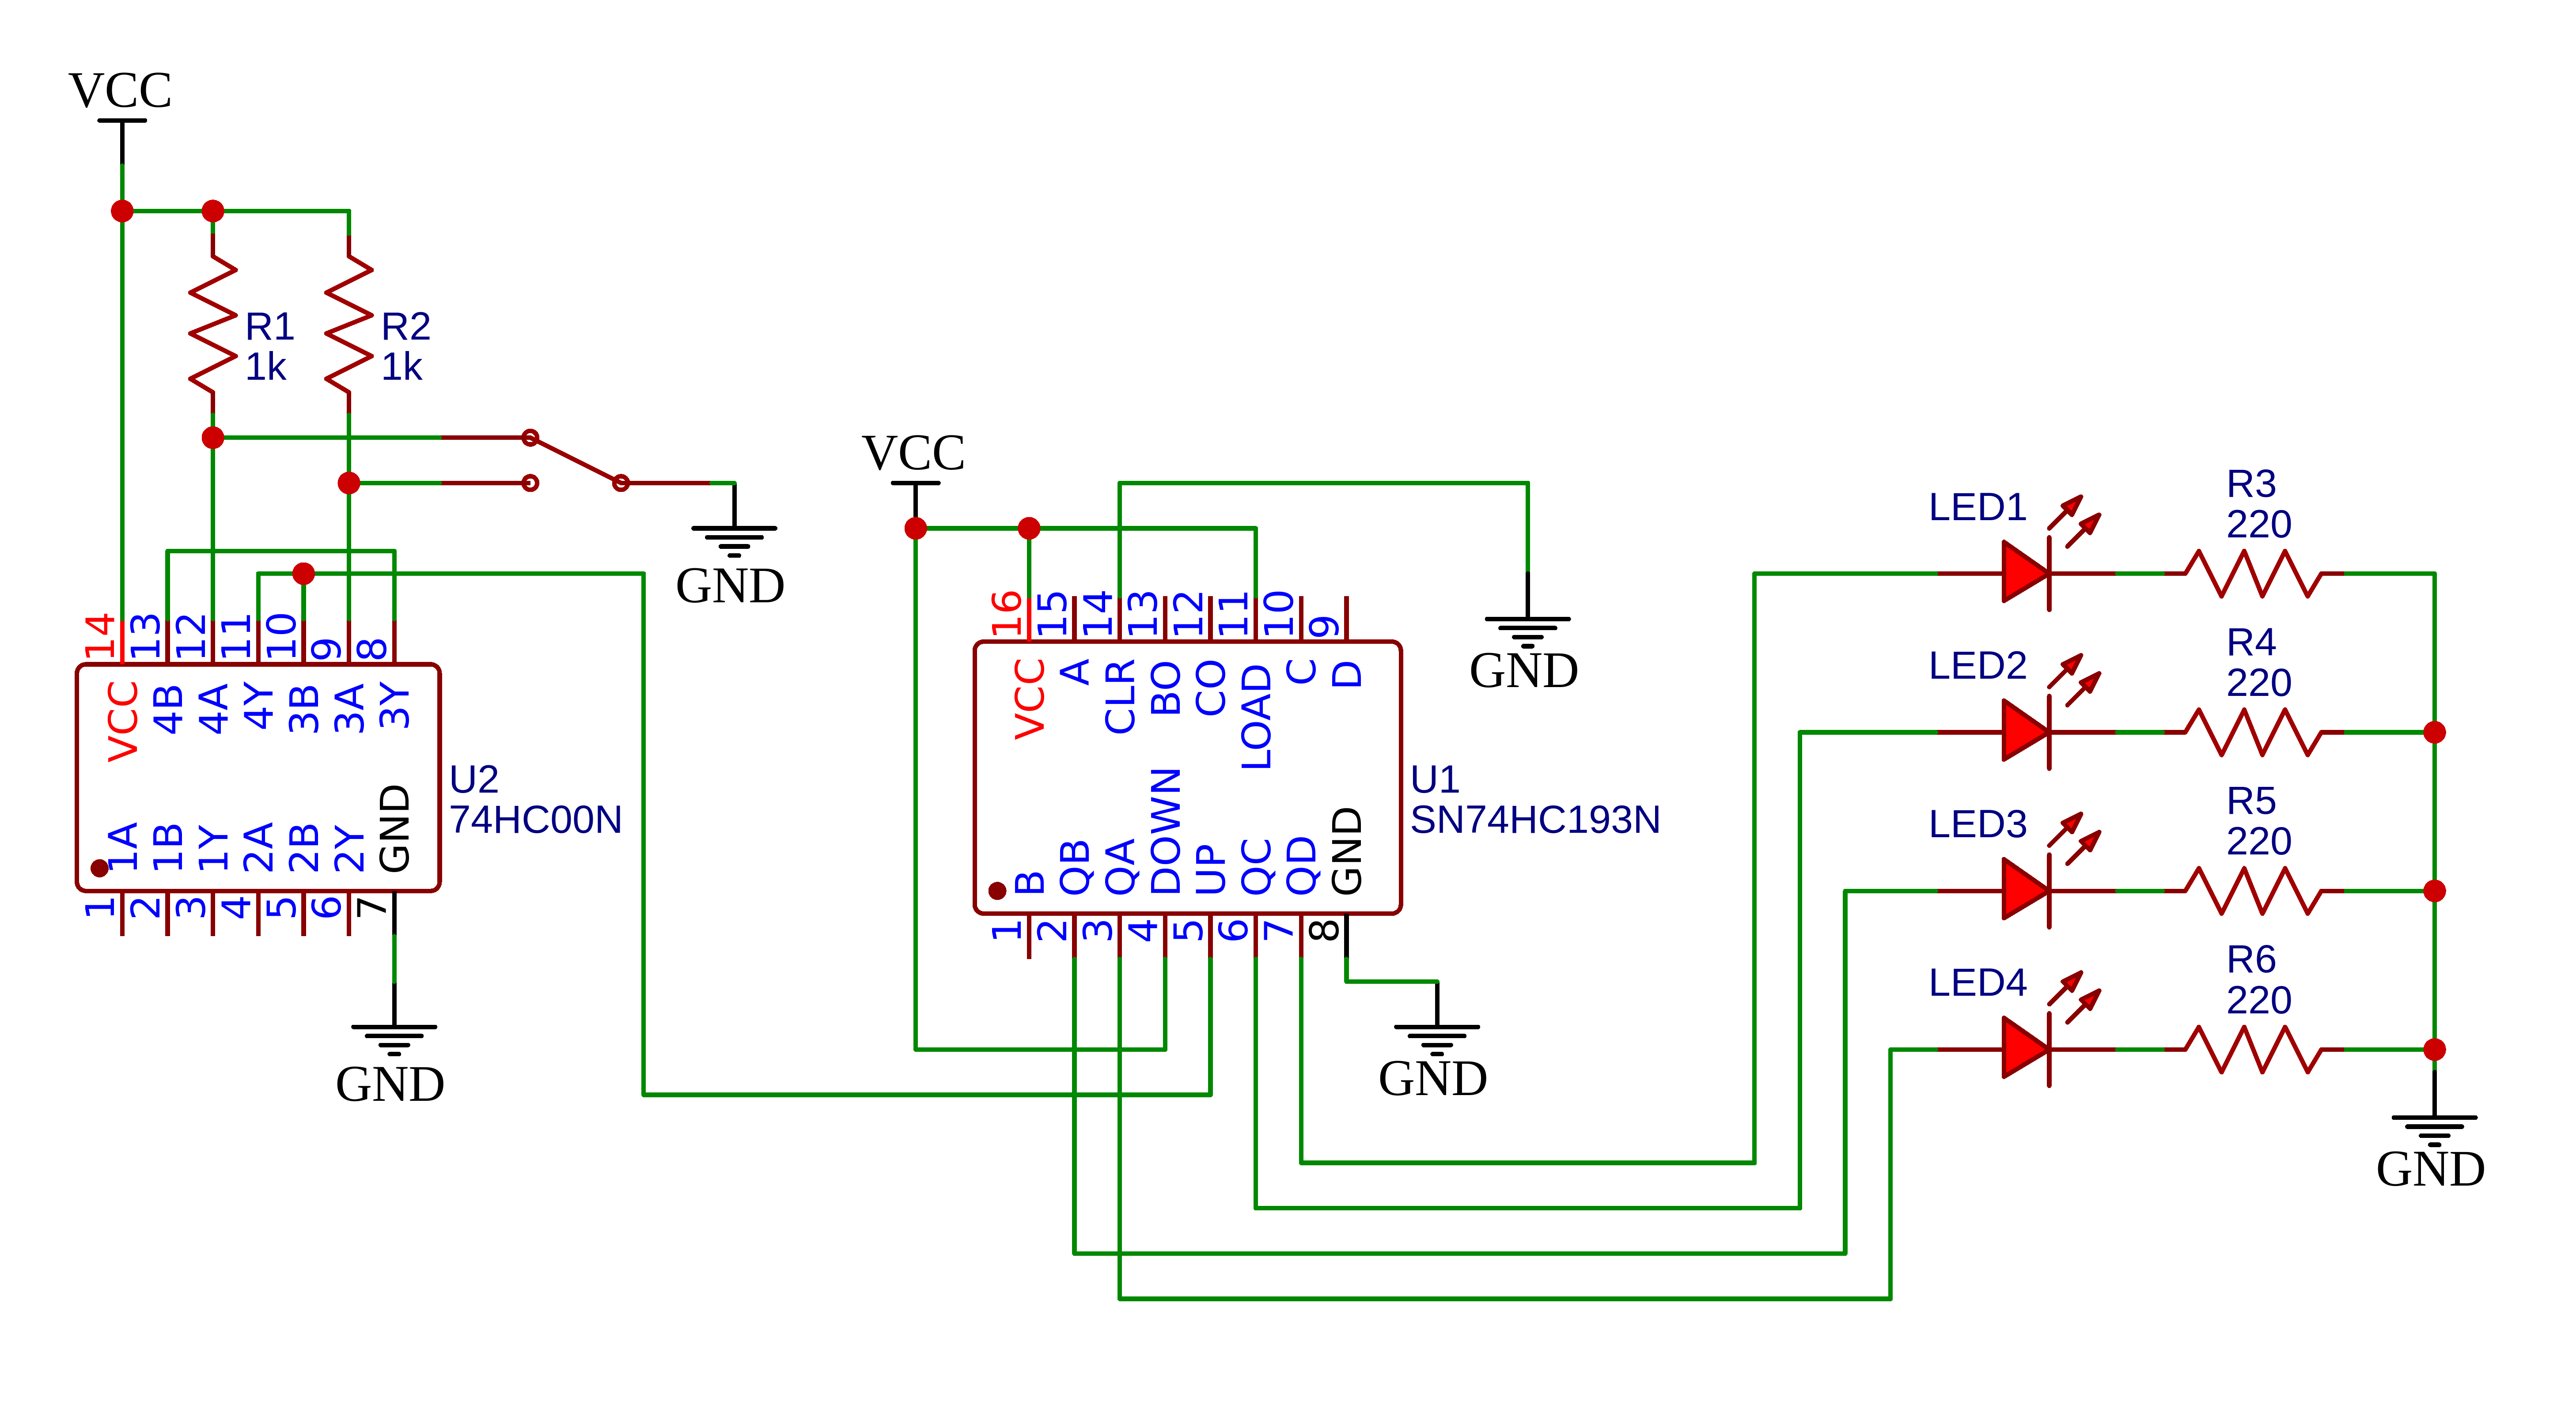 VCC
R1
1k
R2
1k
GND
14
13
12
11
10
9
8
VCC
4B
4A
4Y
3B
3A
3Y
1A
1B
1Y
2A
2B
2Y
GND
1
2
3
4
5
6
7
U2
74HC00N
GND
VCC
16
15
14
13
12
11
10
9
VCC
A
CLR
BO
CO
LOAD
C
D
B
QB
QA
DOWN
UP
QC
QD
GND
1
2
3
4
5
6
7
8
U1
SN74HC193N
GND
GND
LED1
R3
220
LED2
R4
220
LED3
R5
220
LED4
R6
220
GND